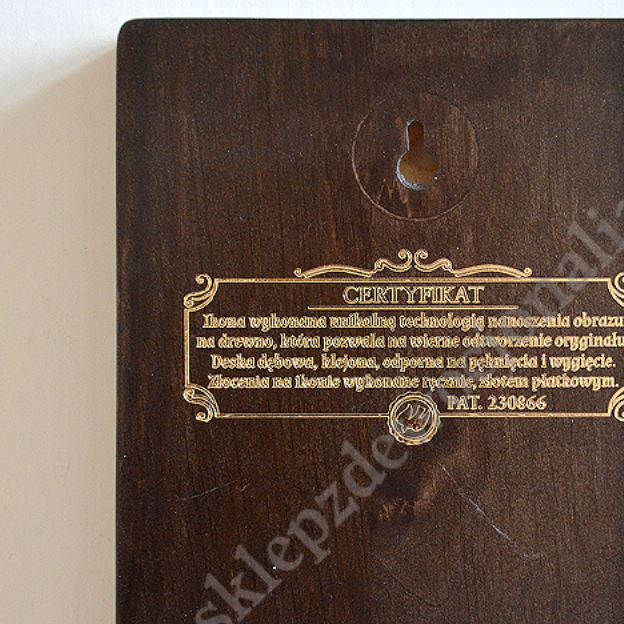 CERTYFIKAT
Ikona wykonana unikalną technologią nanoszenia obrazu
na drewno, która pozwala na wierne odtworzenie oryginału.
Deska dębowa, klejona, odporna na pęknięcia i wygięcie.
Złocenia na Ikonie wykonane ręcznie, złotem płatkowym.
PAT. 230866